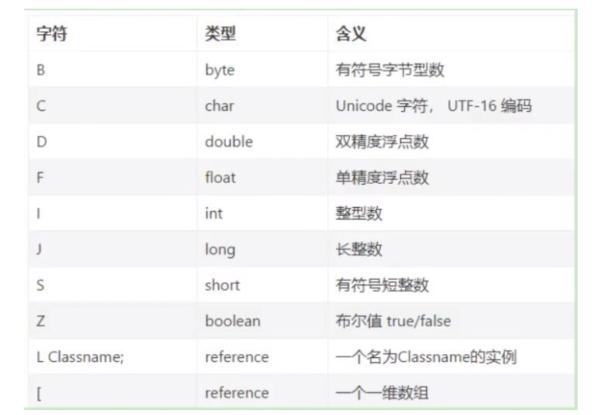 字符 类型 含义
B byte 有符号字节型数
C char Unicode 字符， UTF-16 编码
D double 双精度浮点数
F float 单精度浮点数
I int 整型数
J long 长整数
S short 有符号短整数
Z boolean 布尔值 true/false
L Classname; reference 一个名为Classname的实例
[ reference 一个一维数组